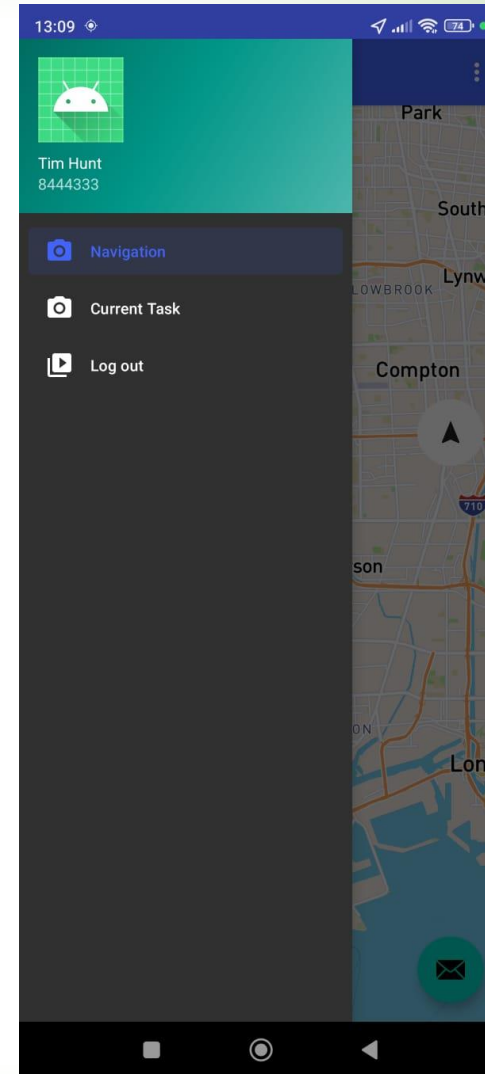 13:09
74
Tim Hunt
8444333
Navigation
Current Task
Log out
Park
South
Lynw
LOWBROOK
Compton
710
son
ON
Lon